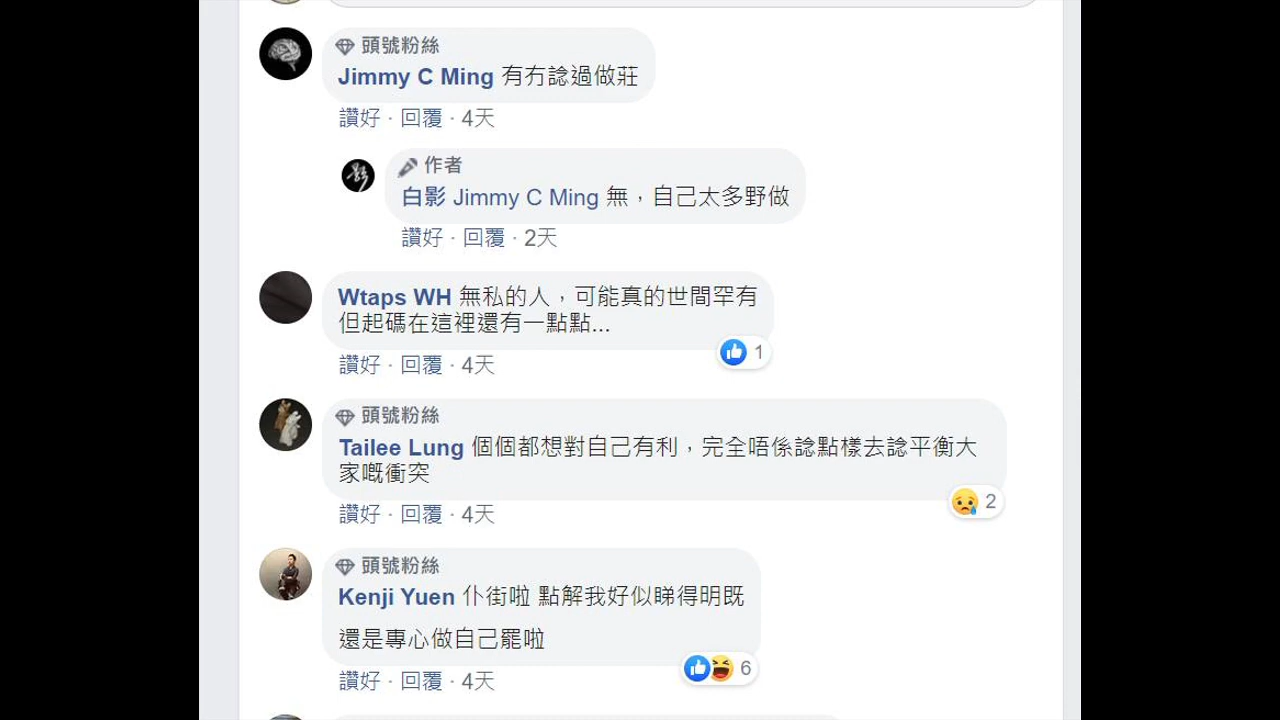 頭號粉絲
Jimmy C Ming 有冇諗過做莊
讚好 · 回覆 · 4天
作者
白影 Jimmy C Ming 無，自己太多野做
讚好 · 回覆 · 2天
Wtaps WH 無私的人，可能真的世間罕有
但起碼在這裡還有一點點...
1
讚好 · 回覆 · 4天
頭號粉絲
Tailee Lung 個個都想對自己有利，完全唔係諗點樣去諗平衡大
家嘅衝突
2
讚好 · 回覆 · 4天
頭號粉絲
Kenji Yuen 仆街啦 點解我好似睇得明既
還是專心做自己罷啦
6
讚好 · 回覆 · 4天